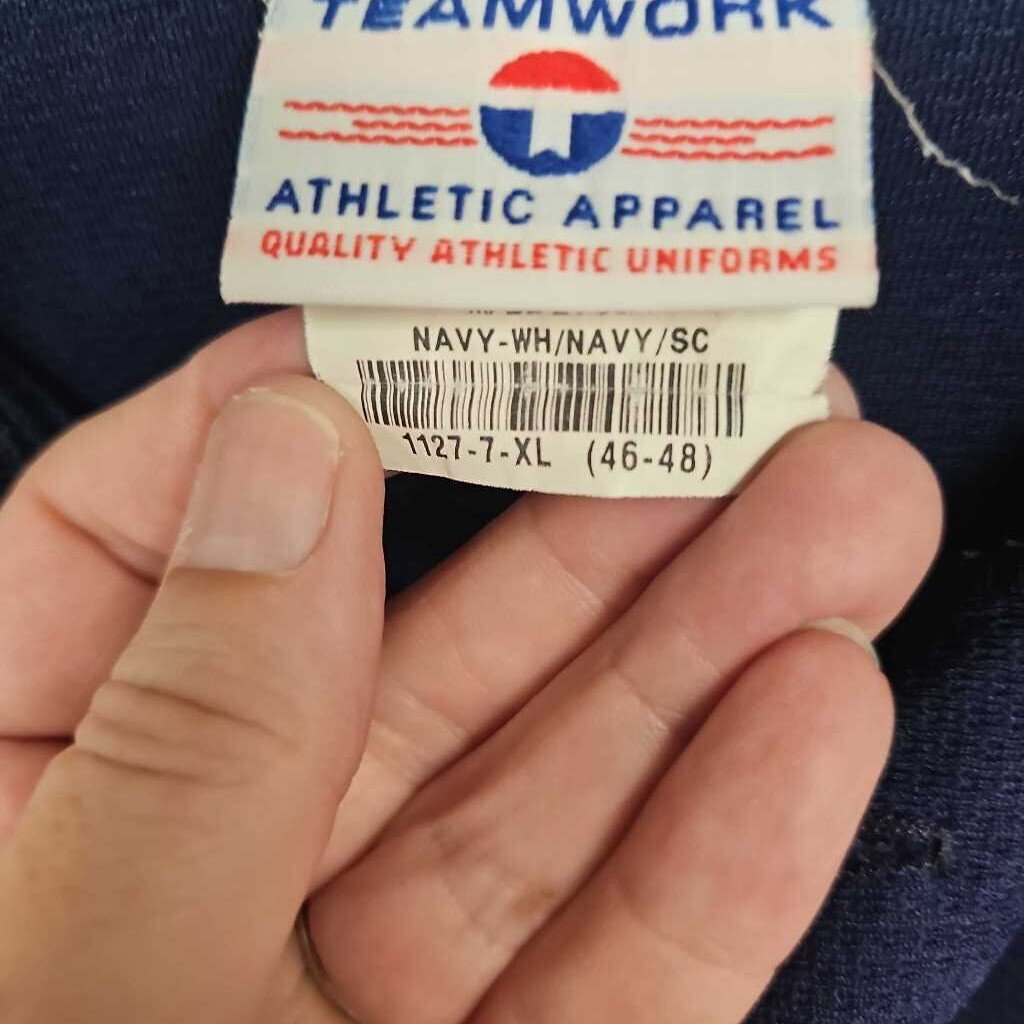 TEAMWORK
ATHLETIC APPAREL
QUALITY ATHLETIC UNIFORMS
NAVY-WH/NAVY/SC
1127-7-XL (46-48)